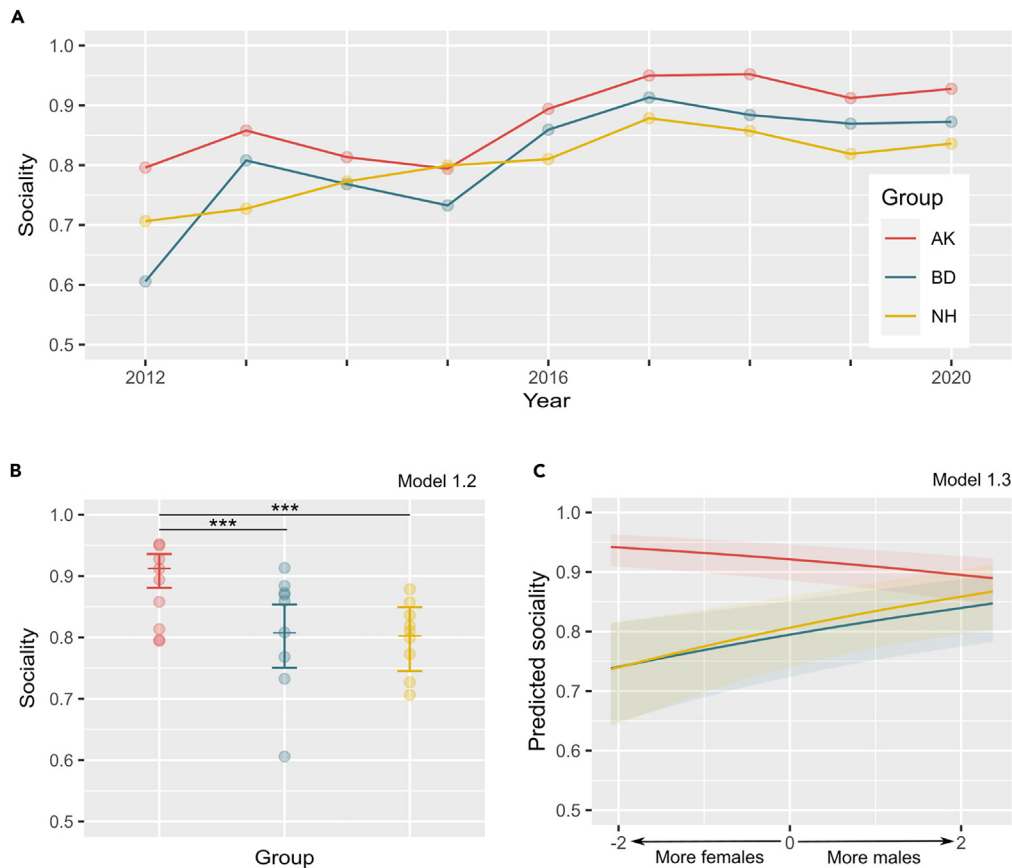 A
1.0
0.9
0.8
0.7
0.6
0.5
Sociality
2012
2016
2020
Year
Group
AK
BD
NH
B
Model 1.2
1.0
0.9
0.8
0.7
0.6
0.5
Sociality
***
***
Group
C
Model 1.3
1.0
0.9
0.8
0.7
0.6
0.5
Predicted sociality
-2
0
2
More females
More males